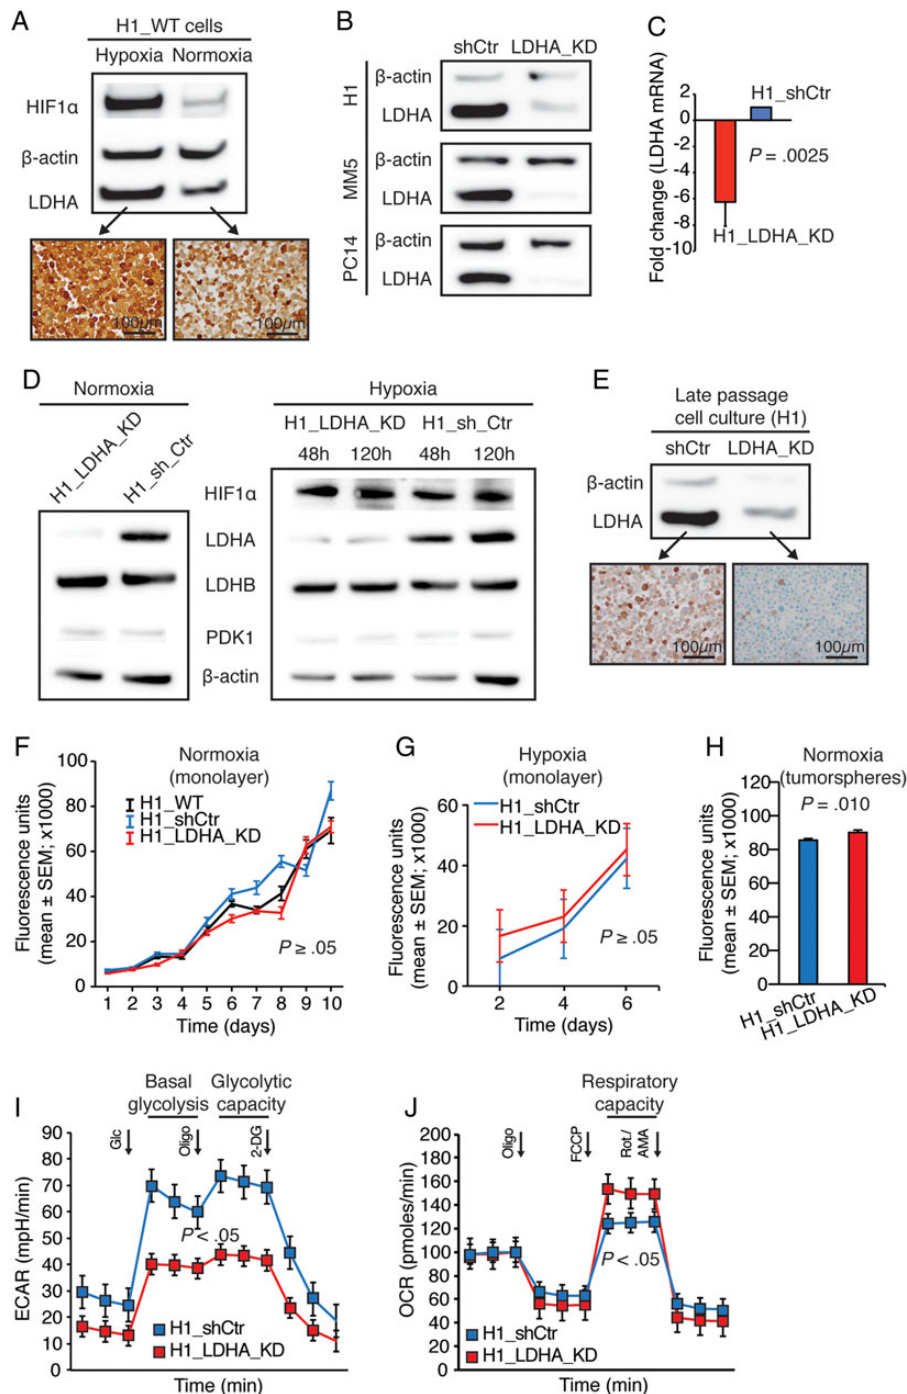 A
H1_WT cells
Hypoxia Normoxia
HIF1α
β-actin
LDHA
100µm
100µm
B
shCtr LDHA_KD
H1
β-actin
LDHA
MM5
β-actin
LDHA
PC14
β-actin
LDHA
C
Fold change (LDHA mRNA)
2
0
-2
-4
-6
-8
-10
H1_shCtr
P = .0025
H1_LDHA_KD
D
Normoxia
H1_LDHA_KD
H1_sh_Ctr
Hypoxia
H1_LDHA_KD H1_sh_Ctr
48h 120h 48h 120h
HIF1α
LDHA
LDHB
PDK1
β-actin
E
Late passage
cell culture (H1)
shCtr LDHA_KD
β-actin
LDHA
100µm
100µm
F
Normoxia
(monolayer)
Fluorescence units
(mean ± SEM; x1000)
100
80
60
40
20
0
H1_WT
H1_shCtr
H1_LDHA_KD
P ≥ .05
1 2 3 4 5 6 7 8 9 10
Time (days)
G
Hypoxia
(monolayer)
Fluorescence units
(mean ± SEM; x1000)
60
40
20
0
H1_shCtr
H1_LDHA_KD
P ≥ .05
2 4 6
Time (days)
H
Normoxia
(tumorspheres)
Fluorescence units
(mean ± SEM; x1000)
120
100
80
60
40
20
0
P = .010
H1_shCtr
H1_LDHA_KD
I
Basal
glycolysis
Glycolytic
capacity
Glc
Oligo
2-DG
ECAR (mpH/min)
90
80
70
60
50
40
30
20
10
0
P < .05
H1_shCtr
H1_LDHA_KD
Time (min)
J
Respiratory
capacity
Oligo
FCCP
Rot./
AMA
OCR (pmoles/min)
200
180
160
140
120
100
80
60
40
20
0
P < .05
H1_shCtr
H1_LDHA_KD
Time (min)